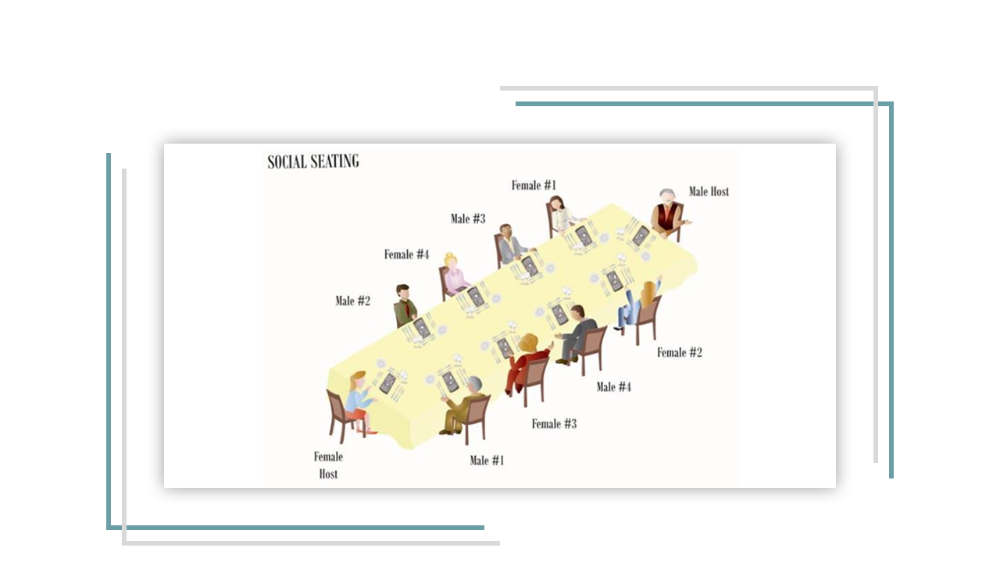 SOCIAL SEATING
Female #1
Male Host
Male #3
Female #4
Male #2
Female #2
Male #4
Female #3
Female
Host
Male #1